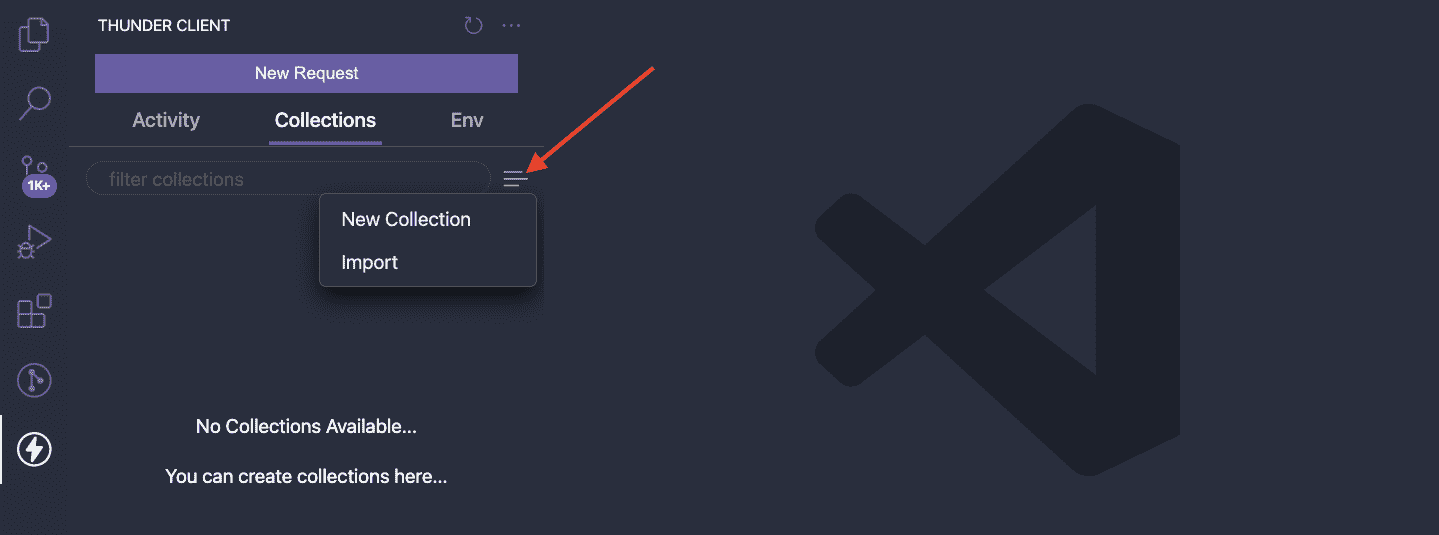 THUNDER CLIENT
New Request
Activity Collections Env
filter collections
1K+
New Collection
Import
No Collections Available...
You can create collections here...